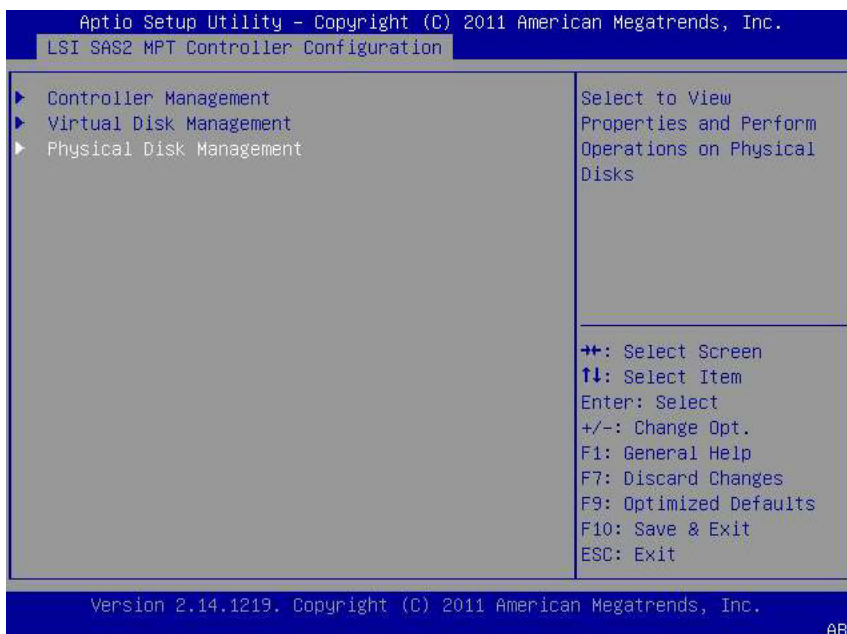 Aptio Setup Utility – Copyright (C) 2011 American Megatrends, Inc.
LSI SAS2 MPT Controller Configuration
Controller Management
Virtual Disk Management
Physical Disk Management
Select to View
Properties and Perform
Operations on Physical
Disks
→←: Select Screen
↑↓: Select Item
Enter: Select
+/-: Change Opt.
F1: General Help
F7: Discard Changes
F9: Optimized Defaults
F10: Save & Exit
ESC: Exit
Version 2.14.1219. Copyright (C) 2011 American Megatrends, Inc.
AB